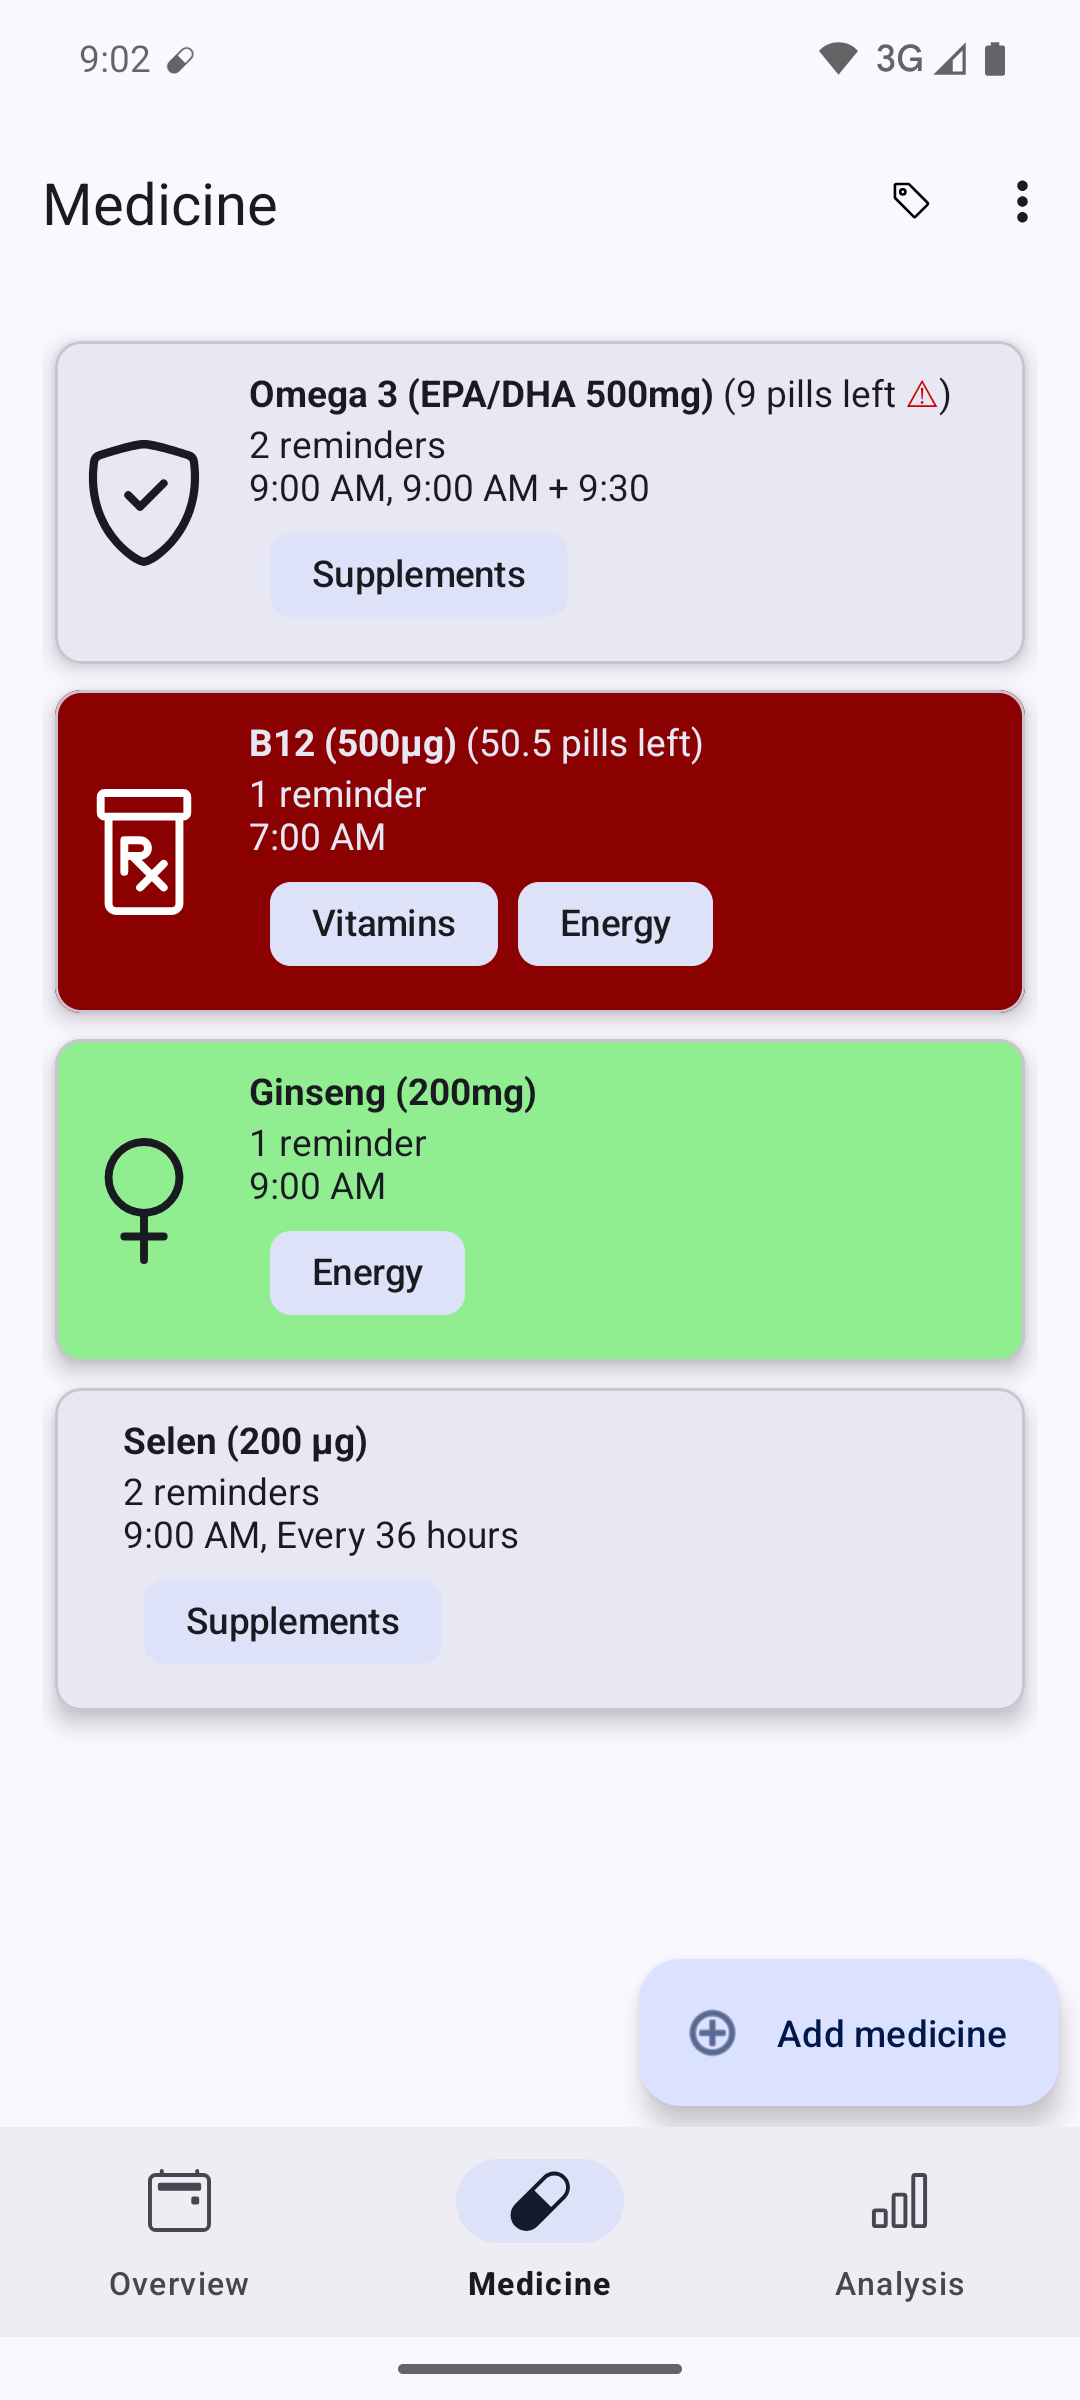 9:02
3G
Medicine
Omega 3 (EPA/DHA 500mg) (9 pills left ⚠)
2 reminders
9:00 AM, 9:00 AM + 9:30
Supplements
B12 (500µg) (50.5 pills left)
1 reminder
7:00 AM
Vitamins Energy
Ginseng (200mg)
1 reminder
9:00 AM
Energy
Selen (200 µg)
2 reminders
9:00 AM, Every 36 hours
Supplements
Add medicine
Overview Medicine Analysis